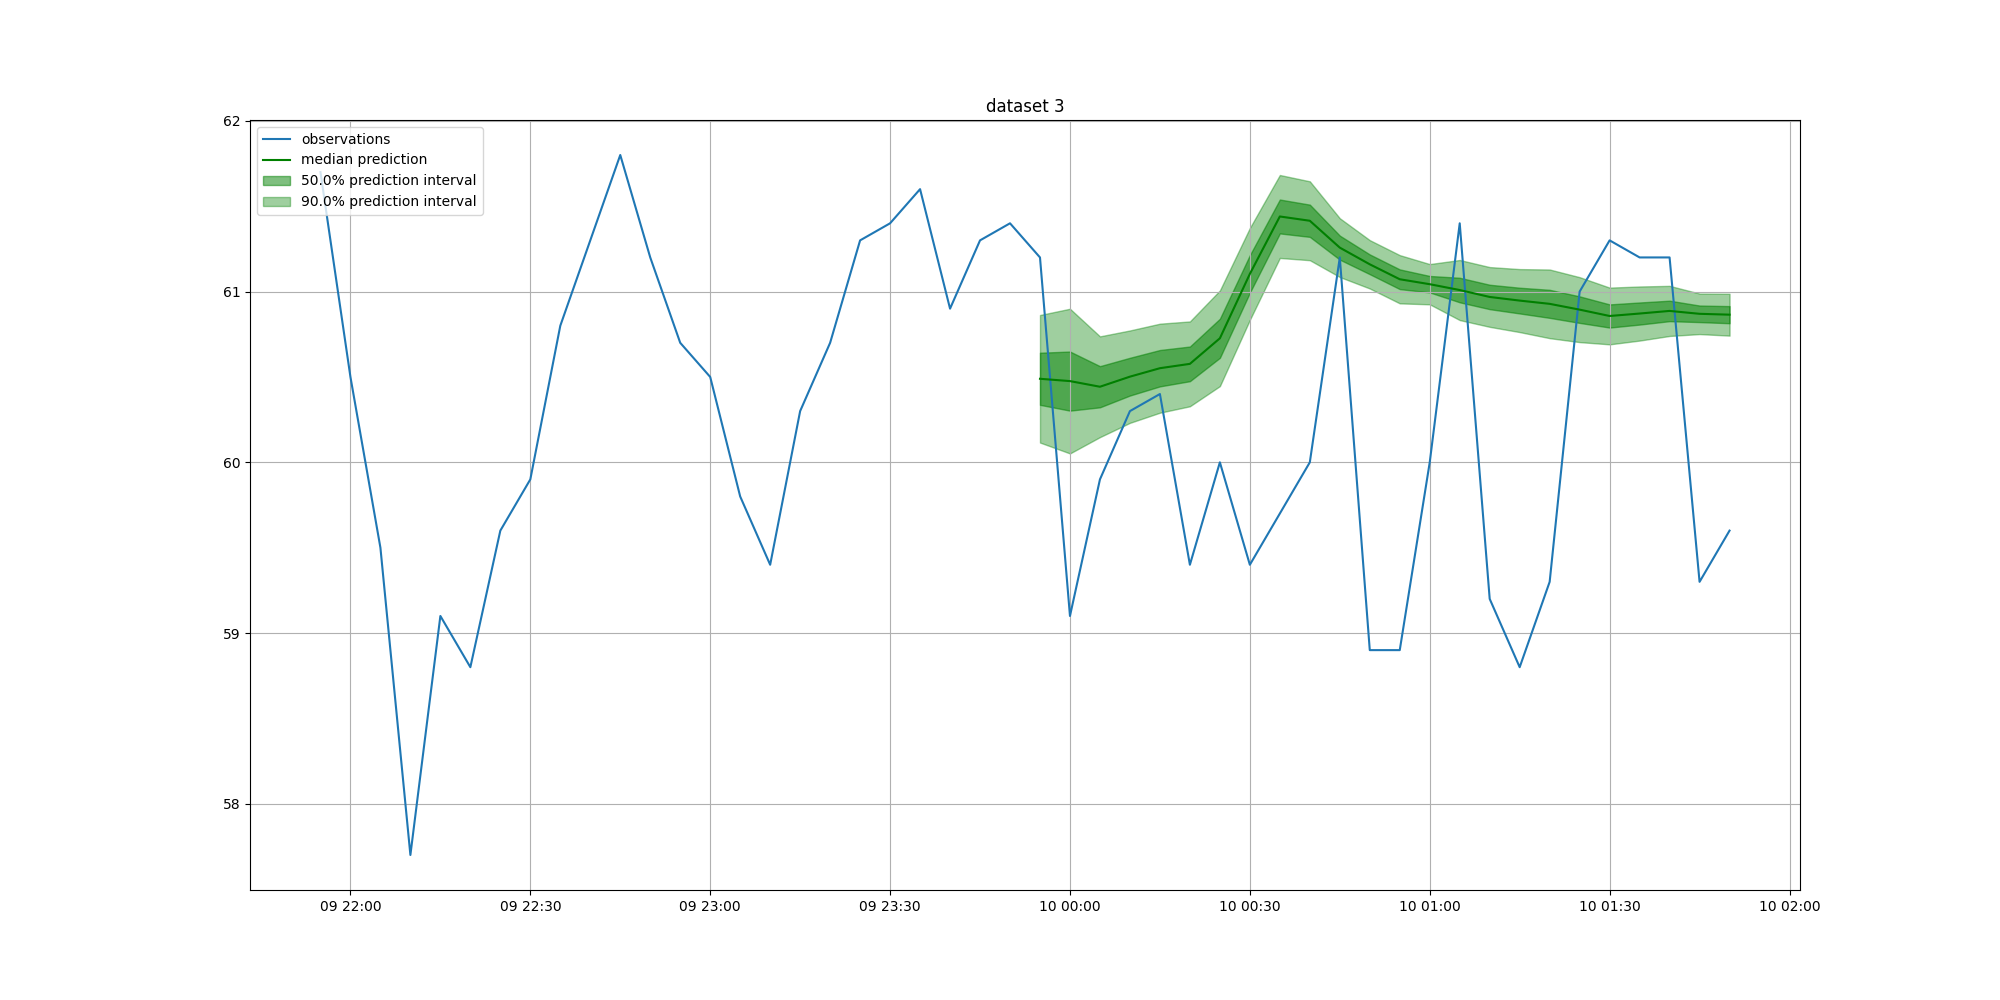 dataset 3
observations
median prediction
50.0% prediction interval
90.0% prediction interval
62
61
60
59
58
09 22:00
09 22:30
09 23:00
09 23:30
10 00:00
10 00:30
10 01:00
10 01:30
10 02:00